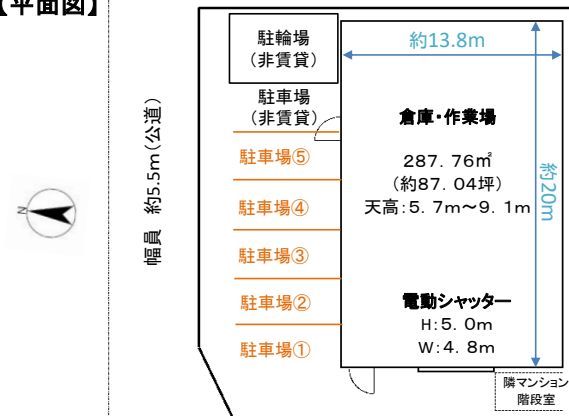 【平面図】
駐輪場
(非賃貸)
約13.8m
駐車場
(非賃貸)
倉庫・作業場
幅員 約5.5m(公道)
駐車場⑤
287.76㎡
(約87.04坪)
天高:5.7m～9.1m
約20m
N
駐車場④
駐車場③
駐車場②
電動シャッター
H:5.0m
W:4.8m
駐車場①
隣マンション
階段室